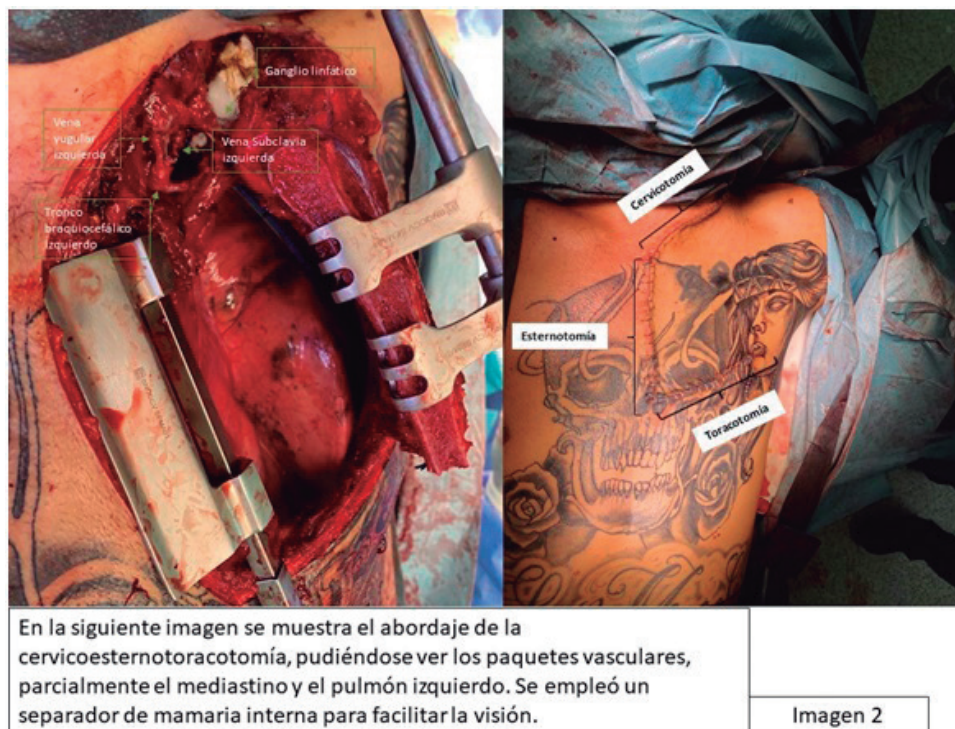 Ganglio linfático
Vena
yugular
izquierda
Vena Subclavia
izquierda
Tronco
braquiocefálico
Izquierdo
Cervicotomía
Esternotomía
Toracotomía
En la siguiente imagen se muestra el abordaje de la
cervicoesternotoracotomía, pudiéndose ver los paquetes vasculares,
parcialmente el mediastino y el pulmón izquierdo. Se empleó un
separador de mamaria interna para facilitar la visión.
Imagen 2